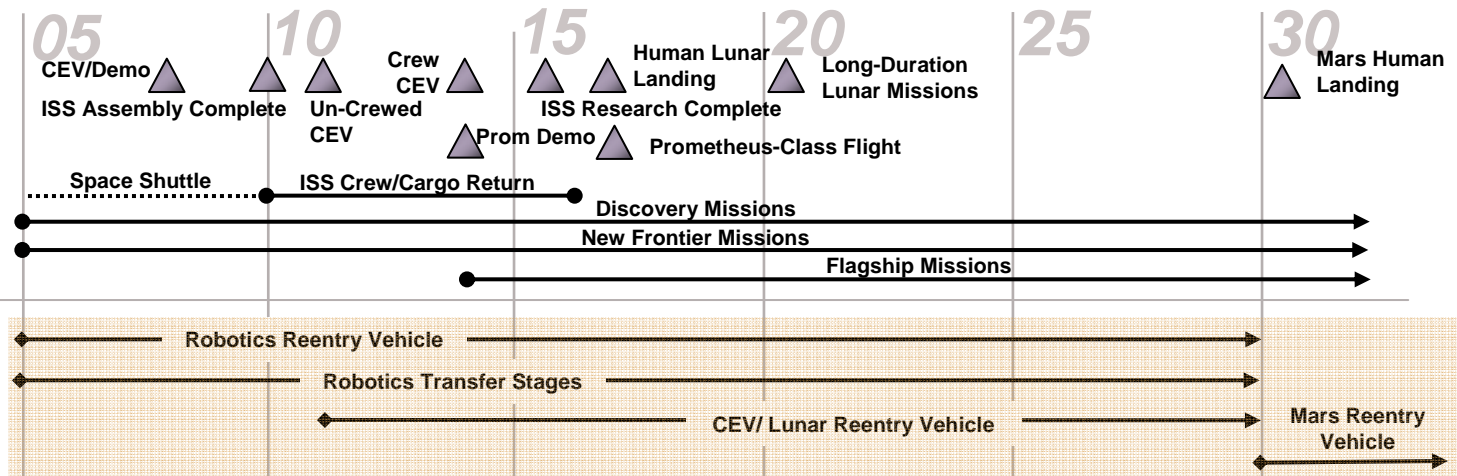 05 10 15 20 25 30
CEV/Demo
ISS Assembly Complete
Un-Crewed
CEV
Crew
CEV
Human Lunar
Landing
ISS Research Complete
Long-Duration
Lunar Missions
Mars Human
Landing
Prom Demo
Prometheus-Class Flight
Space Shuttle
ISS Crew/Cargo Return
Discovery Missions
New Frontier Missions
Flagship Missions
Robotics Reentry Vehicle
Robotics Transfer Stages
CEV/ Lunar Reentry Vehicle
Mars Reentry
Vehicle